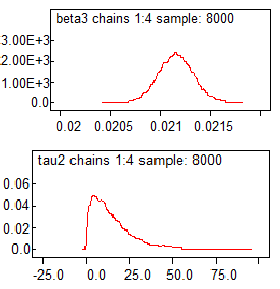 beta3 chains 1:4 sample: 8000
3.00E+3
2.00E+3
1.00E+3
0.0
0.02 0.0205 0.021 0.0215
tau2 chains 1:4 sample: 8000
0.06
0.04
0.02
0.0
-25.0 0.0 25.0 50.0 75.0